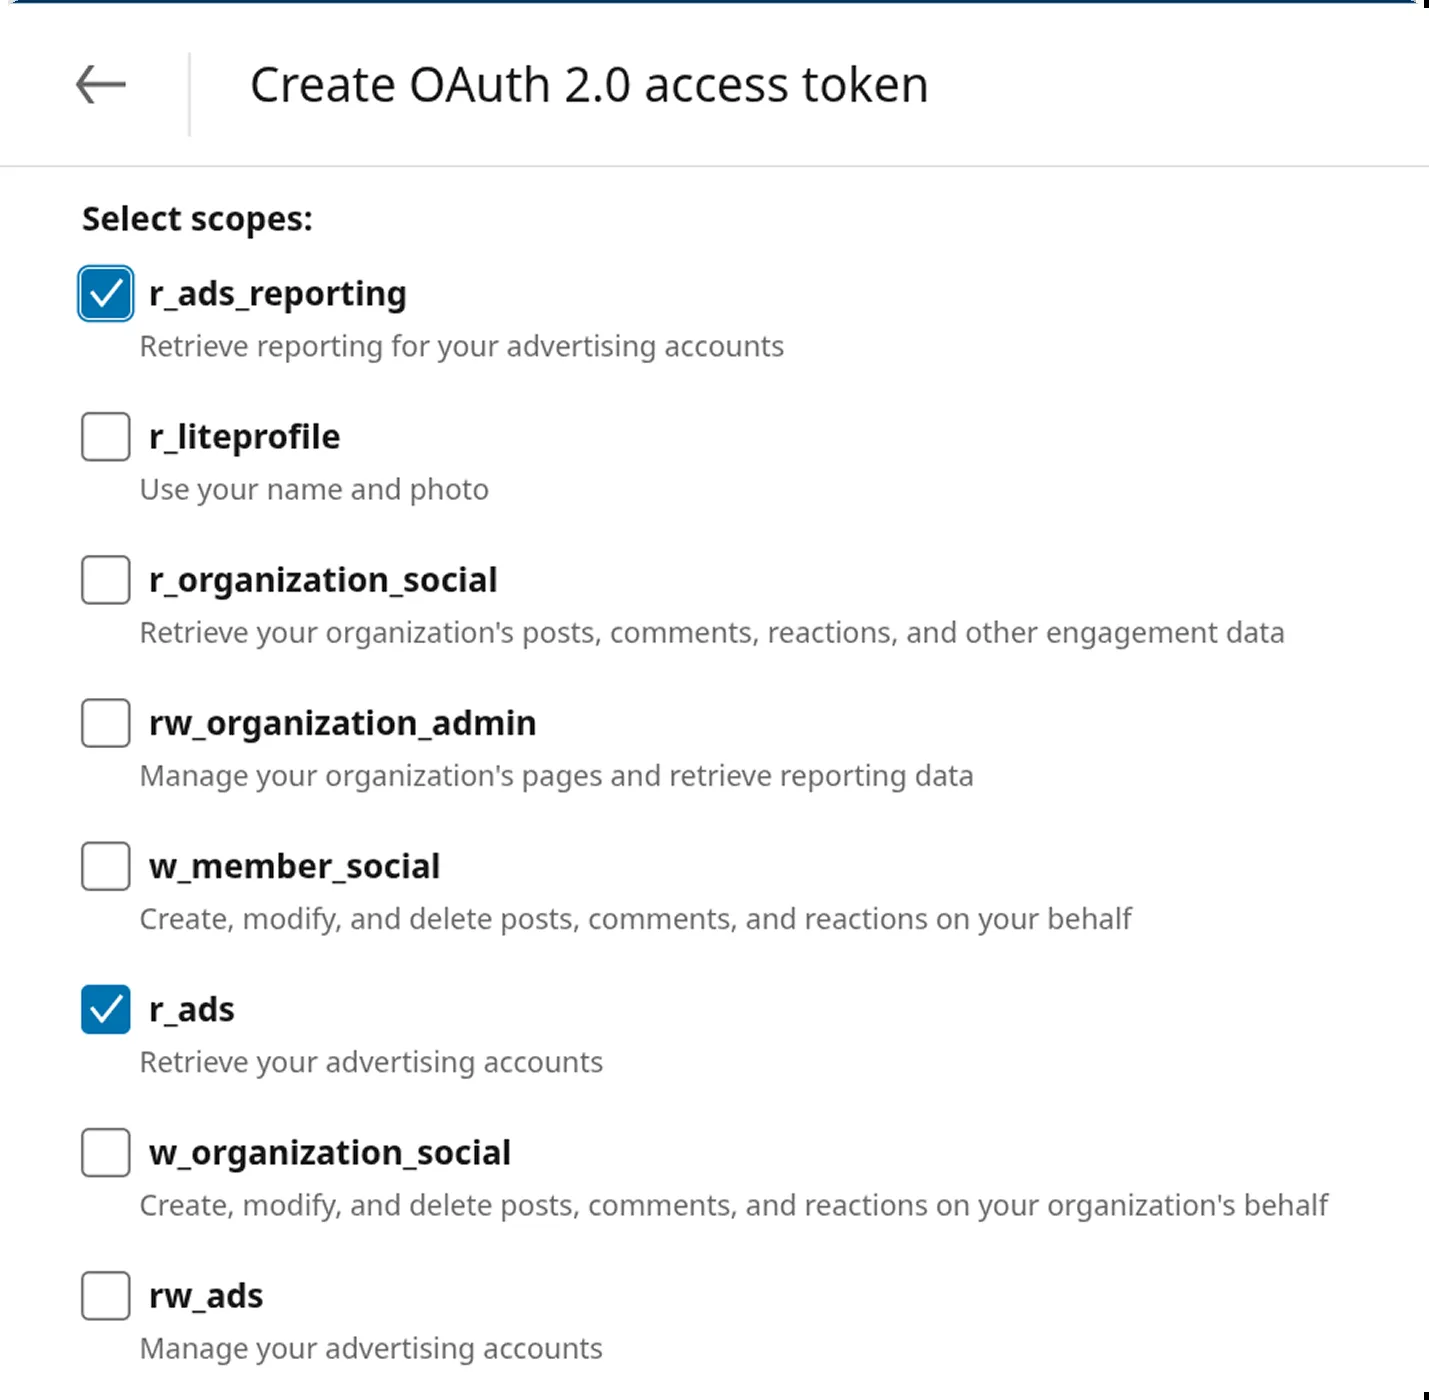 Create OAuth 2.0 access token
Select scopes:
r_ads_reporting
Retrieve reporting for your advertising accounts
r_liteprofile
Use your name and photo
r_organization_social
Retrieve your organization's posts, comments, reactions, and other engagement data
rw_organization_admin
Manage your organization's pages and retrieve reporting data
w_member_social
Create, modify, and delete posts, comments, and reactions on your behalf
r_ads
Retrieve your advertising accounts
w_organization_social
Create, modify, and delete posts, comments, and reactions on your organization's behalf
rw_ads
Manage your advertising accounts